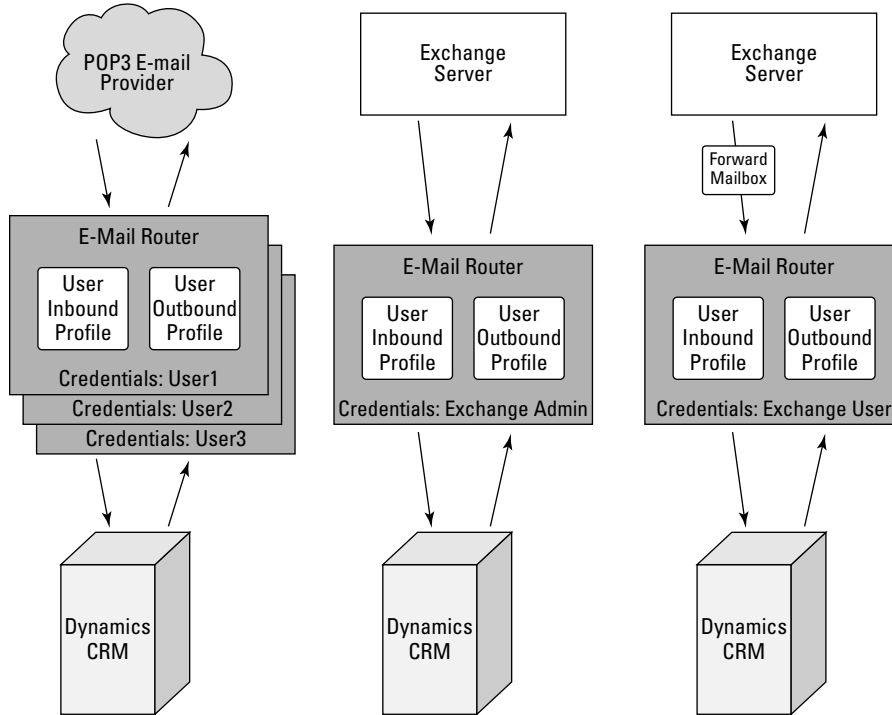 POP3 E-mail
Provider
E-Mail Router
User
Inbound
Profile
User
Outbound
Profile
Credentials: User1
Credentials: User2
Credentials: User3
Dynamics
CRM
Exchange
Server
E-Mail Router
User
Inbound
Profile
User
Outbound
Profile
Credentials: Exchange Admin
Dynamics
CRM
Exchange
Server
Forward
Mailbox
E-Mail Router
User
Inbound
Profile
User
Outbound
Profile
Credentials: Exchange User
Dynamics
CRM